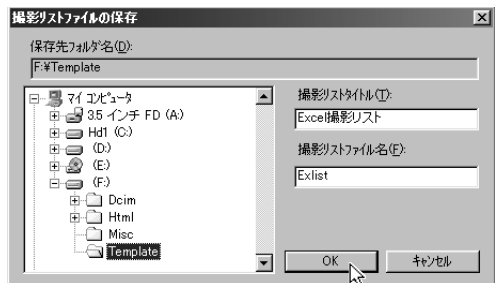 撮影リストファイルの保存
保存先フォルダ名(D):
F:¥Template
マイ コンピュータ
3.5 インチ FD (A:)
Hd1 (C:)
(D:)
(E:)
(F:)
Dcim
Html
Misc
Template
撮影リストタイトル(T):
Excel撮影リスト
撮影リストファイル名(F):
Exlist
OK
キャンセル